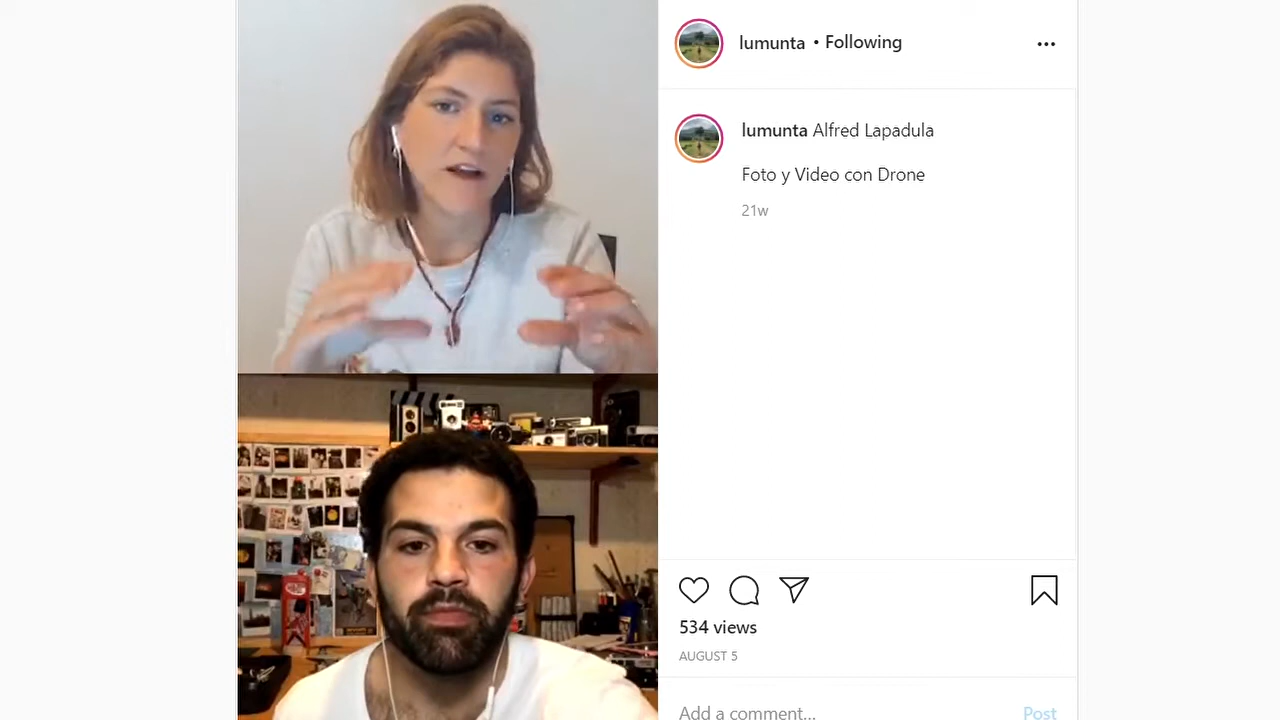 lumunta • Following
lumunta Alfred Lapadula
Foto y Video con Drone
21w
534 views
AUGUST 5
Add a comment...
Post